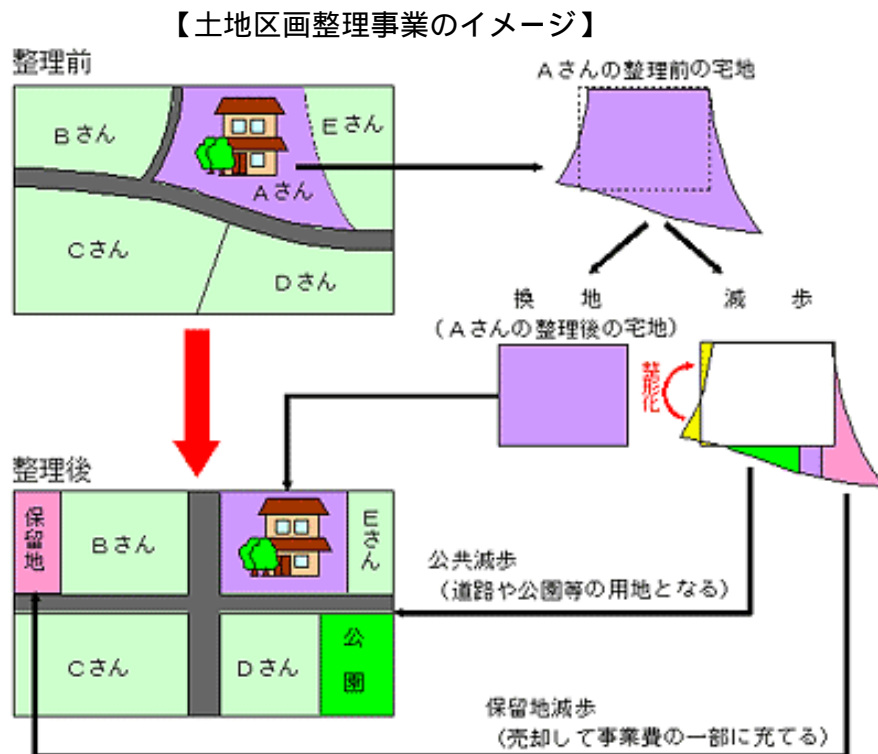 【土地区画整理事業のイメージ】
整理前
Aさんの整理前の宅地
Bさん
Eさん
Aさん
Cさん
Dさん
換地
(Aさんの整理後の宅地)
減歩
整形化
整理後
保留地
Bさん
Eさん
公共減歩
(道路や公園等の用地となる)
Cさん
Dさん
公園
保留地減歩
(売却して事業費の一部に充てる)